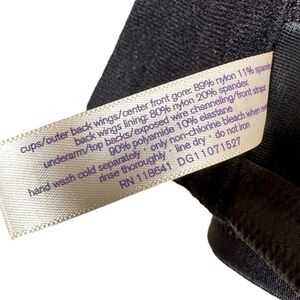 cups/outer back wings/center front gore: 89% nylon 11% spandex
back wings lining: 80% nylon 20% spandex
underarm/top backs/exposed wire channeling/front straps:
90% polyamide 10% elastane
hand wash cold separately · only non-chlorine bleach when
rinse thoroughly · line dry · do not iron
RN 118641 DG11071527